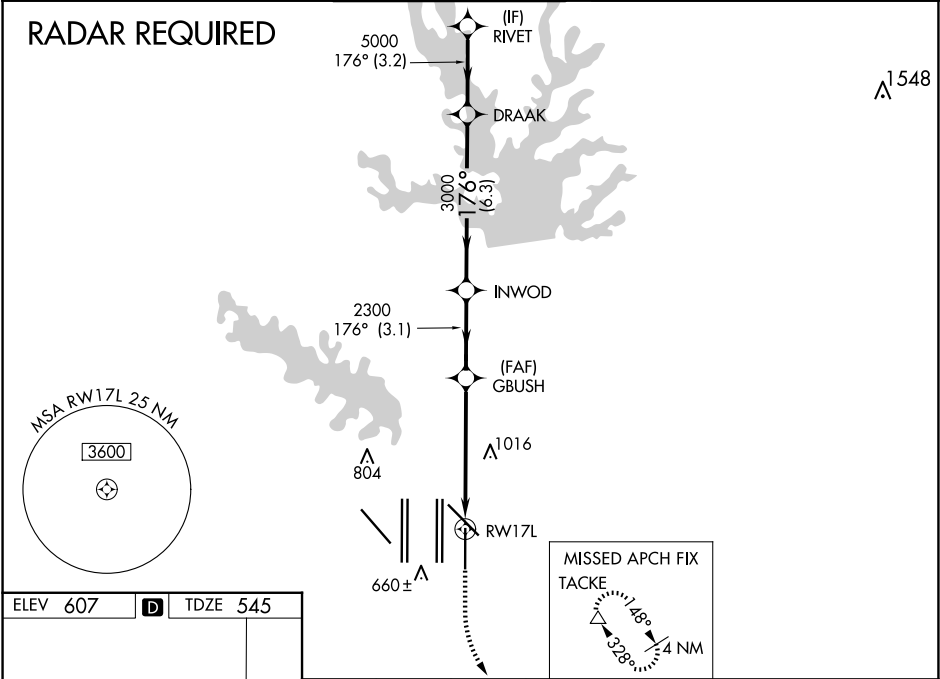 RADAR REQUIRED
(IF)
RIVET
5000
176° (3.2)
1548
DRAAK
3000
176°
(6.3)
INWOD
2300
176° (3.1)
(FAF)
GBUSH
MSA RW17L 25 NM
3600
1016
804
RW17L
660±
MISSED APCH FIX
TACKE
148°
328°
4 NM
ELEV 607
D
TDZE 545